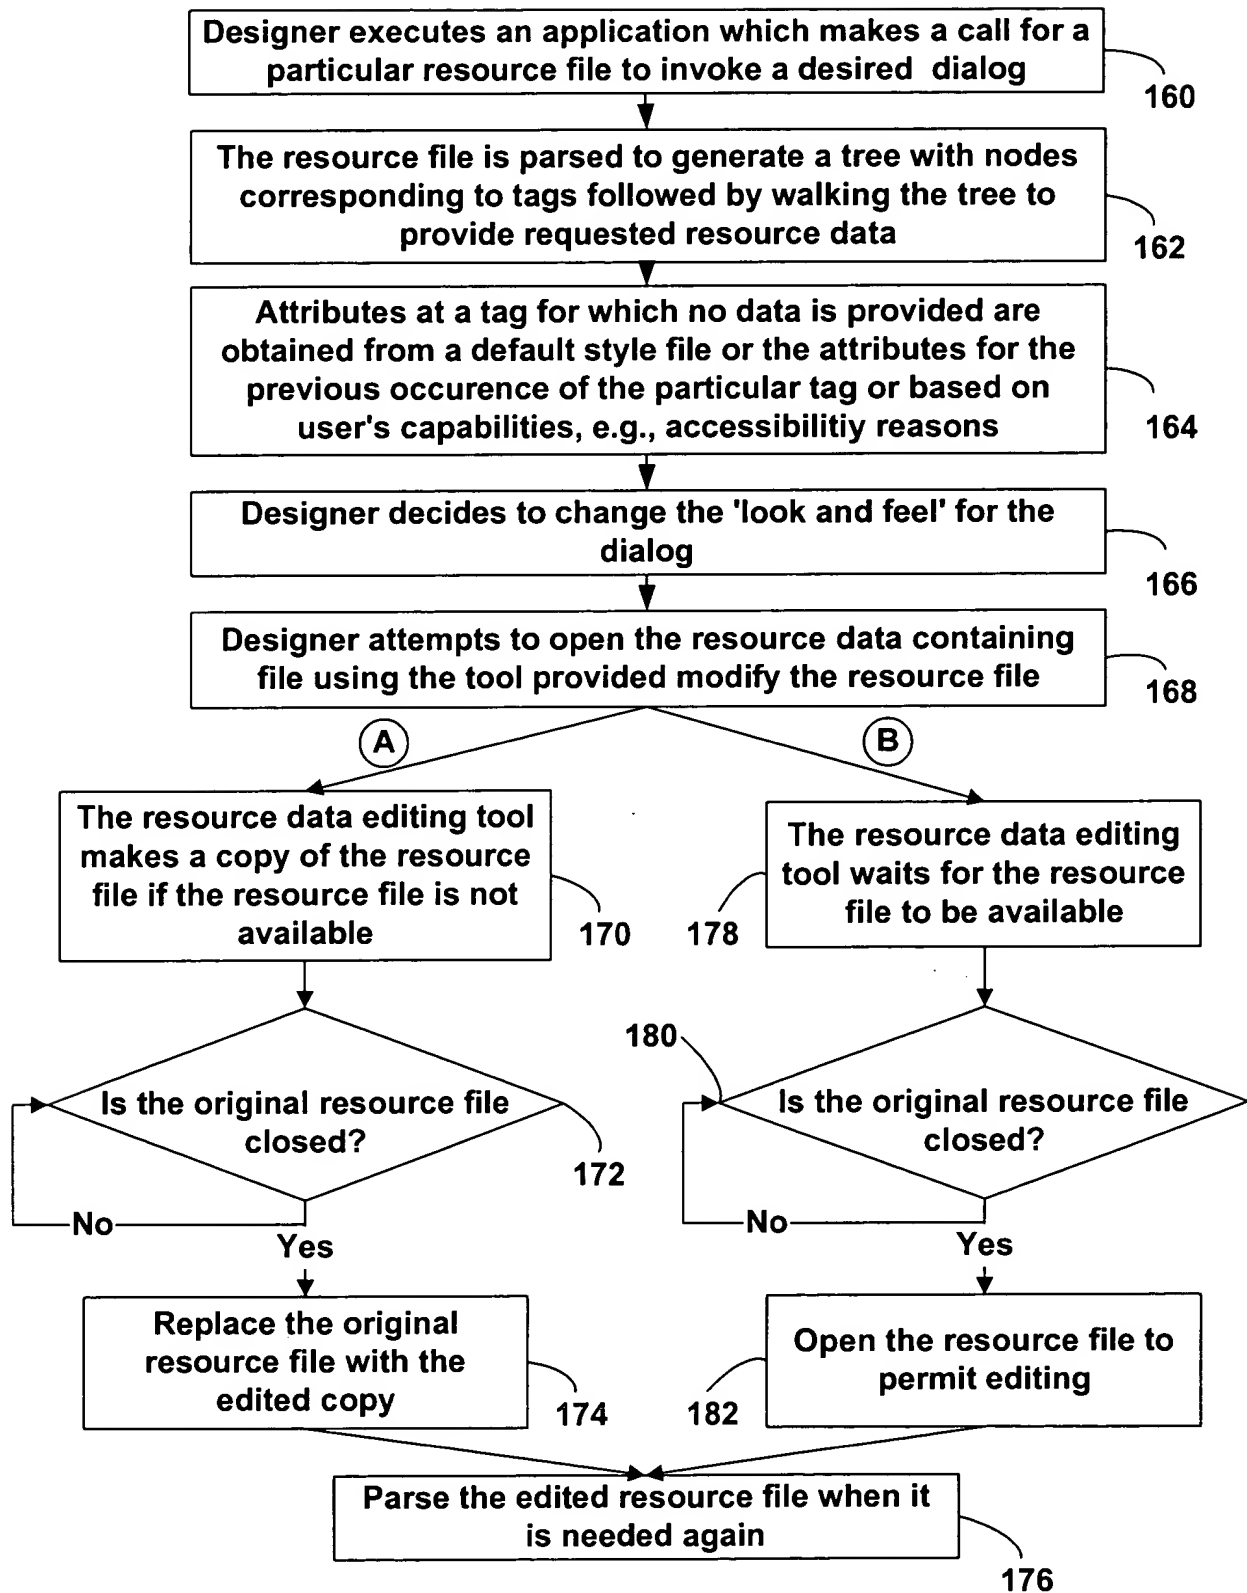 Designer executes an application which makes a call for a
particular resource file to invoke a desired dialog
160
The resource file is parsed to generate a tree with nodes
corresponding to tags followed by walking the tree to
provide requested resource data
162
Attributes at a tag for which no data is provided are
obtained from a default style file or the attributes for the
previous occurence of the particular tag or based on
user's capabilities, e.g., accessibilitiy reasons
164
Designer decides to change the 'look and feel' for the
dialog
166
Designer attempts to open the resource data containing
file using the tool provided modify the resource file
168
A
B
The resource data editing tool
makes a copy of the resource
file if the resource file is not
available
170
The resource data editing
tool waits for the resource
file to be available
178
Is the original resource file
closed?
172
No
Yes
180
Is the original resource file
closed?
No
Yes
Replace the original
resource file with the
edited copy
174
Open the resource file to
permit editing
182
Parse the edited resource file when it
is needed again
176